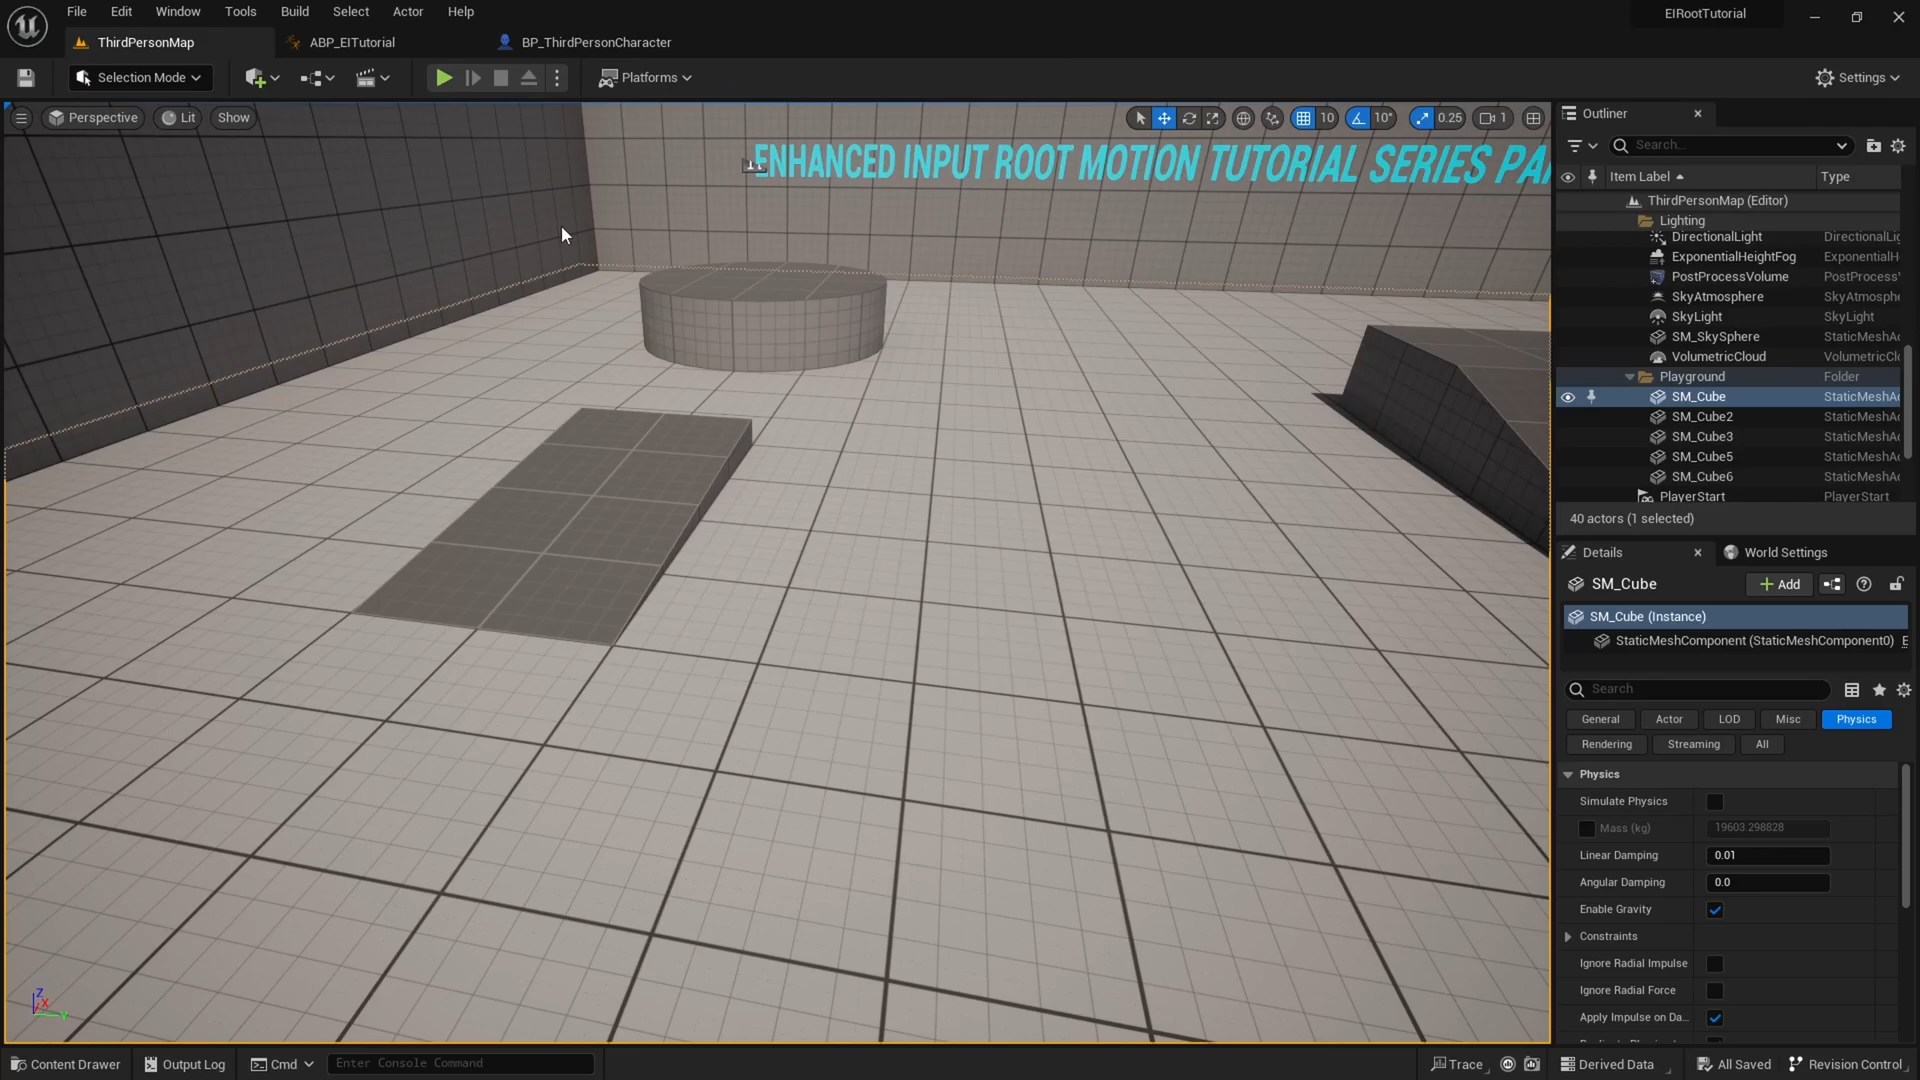 File Edit Window Tools Build Select Actor Help
EIRootTutorial
ThirdPersonMap ABP_EITutorial BP_ThirdPersonCharacter
Selection Mode Platforms Settings
Perspective Lit Show 10 10° 0.25 1
ENHANCED INPUT ROOT MOTION TUTORIAL SERIES PA
Outliner
Search...
Item Label Type
ThirdPersonMap (Editor)
Lighting
DirectionalLight DirectionalLig
ExponentialHeightFog ExponentialH
PostProcessVolume PostProcess
SkyAtmosphere SkyAtmosphe
SkyLight SkyLight
SM_SkySphere StaticMeshAc
VolumetricCloud VolumetricClo
Playground Folder
SM_Cube StaticMeshAc
SM_Cube2 StaticMeshAc
SM_Cube3 StaticMeshAc
SM_Cube5 StaticMeshAc
SM_Cube6 StaticMeshAc
PlayerStart PlayerStart
40 actors (1 selected)
Details World Settings
SM_Cube Add
SM_Cube (Instance)
StaticMeshComponent (StaticMeshComponent0) E
Search
General Actor LOD Misc Physics
Rendering Streaming All
Physics
Simulate Physics
Mass (kg) 19603.298828
Linear Damping 0.01
Angular Damping 0.0
Enable Gravity
Constraints
Ignore Radial Impulse
Ignore Radial Force
Apply Impulse on Da...
Z
X
Y
Content Drawer Output Log Cmd Enter Console Command Trace Derived Data All Saved Revision Control